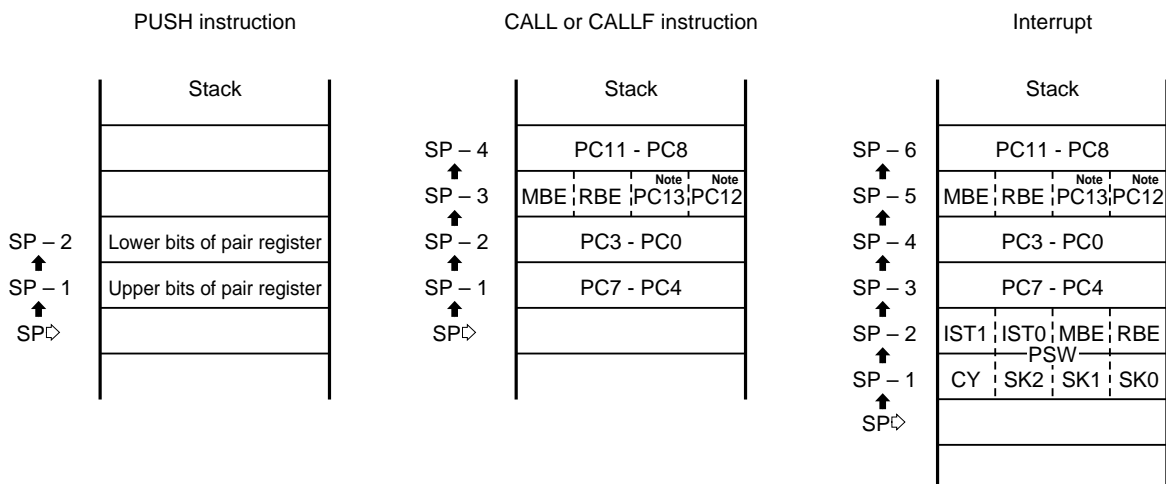 PUSH instruction
Stack
SP – 2 Lower bits of pair register
SP – 1 Upper bits of pair register
SP
CALL or CALLF instruction
Stack
SP – 4 PC11 - PC8
Note Note
SP – 3 MBE RBE PC13 PC12
SP – 2 PC3 - PC0
SP – 1 PC7 - PC4
SP
Interrupt
Stack
SP – 6 PC11 - PC8
Note Note
SP – 5 MBE RBE PC13 PC12
SP – 4 PC3 - PC0
SP – 3 PC7 - PC4
SP – 2 IST1 IST0 MBE RBE
PSW
SP – 1 CY SK2 SK1 SK0
SP